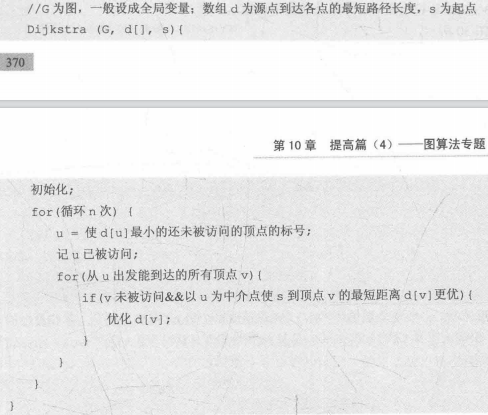 //G 为图，一般设成全局变量；数组 d 为源点到达各点的最短路径长度，s 为起点
Dijkstra (G, d[], s){
370
第 10 章 提高篇（4）——图算法专题
初始化;
for(循环 n 次) {
u = 使 d[u]最小的还未被访问的顶点的标号;
记 u 已被访问;
for(从 u 出发能到达的所有顶点 v){
if(v 未被访问&&以 u 为中介点使 s 到顶点 v 的最短距离 d[v]更优){
优化 d[v];
}
}
}
}